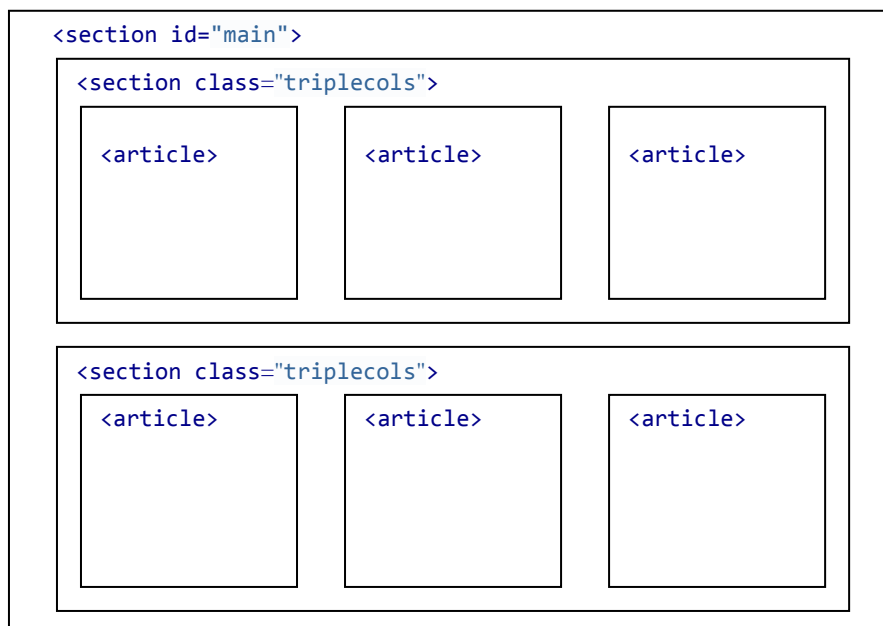 <section id="main">
<section class="triplecols">
<article> <article> <article>
<section class="triplecols">
<article> <article> <article>